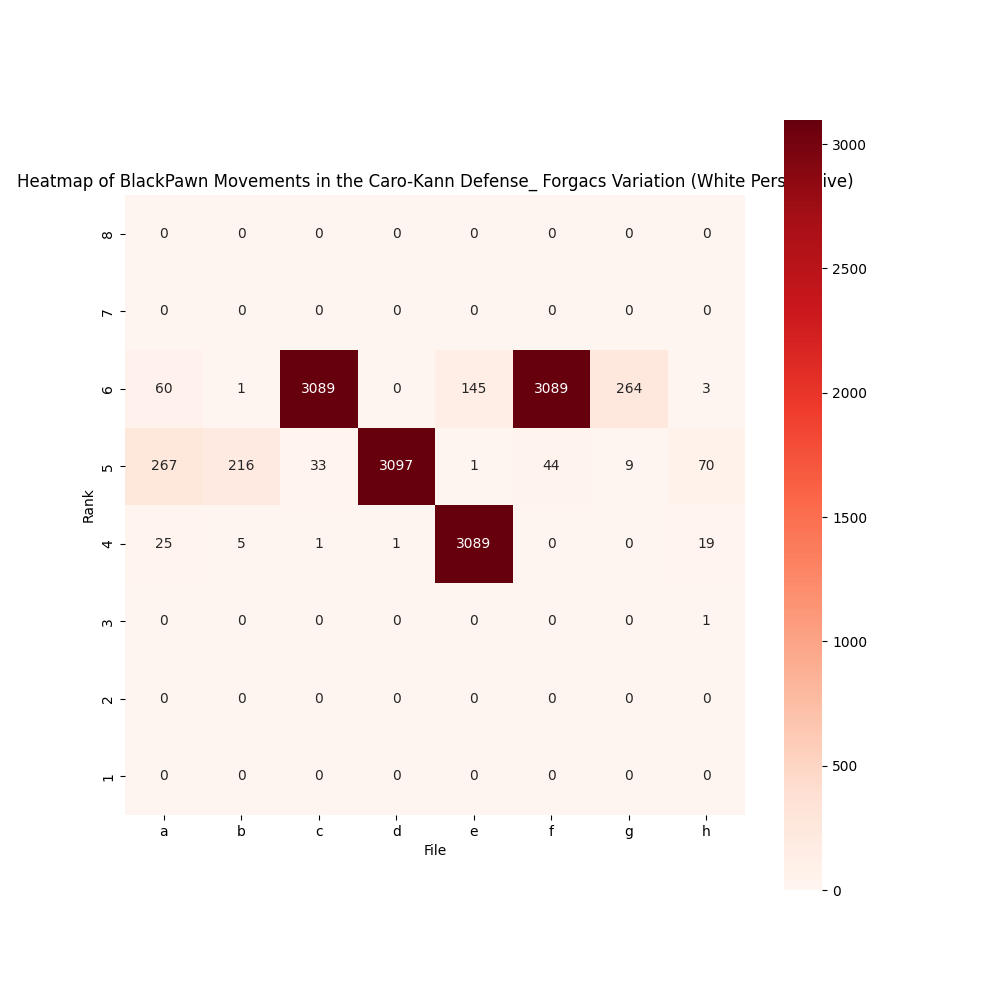 Heatmap of BlackPawn Movements in the Caro-Kann Defense_ Forgacs Variation (White Pers ive)
8 0 0 0 0 0 0 0 0
7 0 0 0 0 0 0 0 0
6 60 1 3089 0 145 3089 264 3
5 267 216 33 3097 1 44 9 70
4 25 5 1 1 3089 0 0 19
3 0 0 0 0 0 0 0 1
2 0 0 0 0 0 0 0 0
1 0 0 0 0 0 0 0 0
a b c d e f g h
File
Rank
3000
2500
2000
1500
1000
500
0